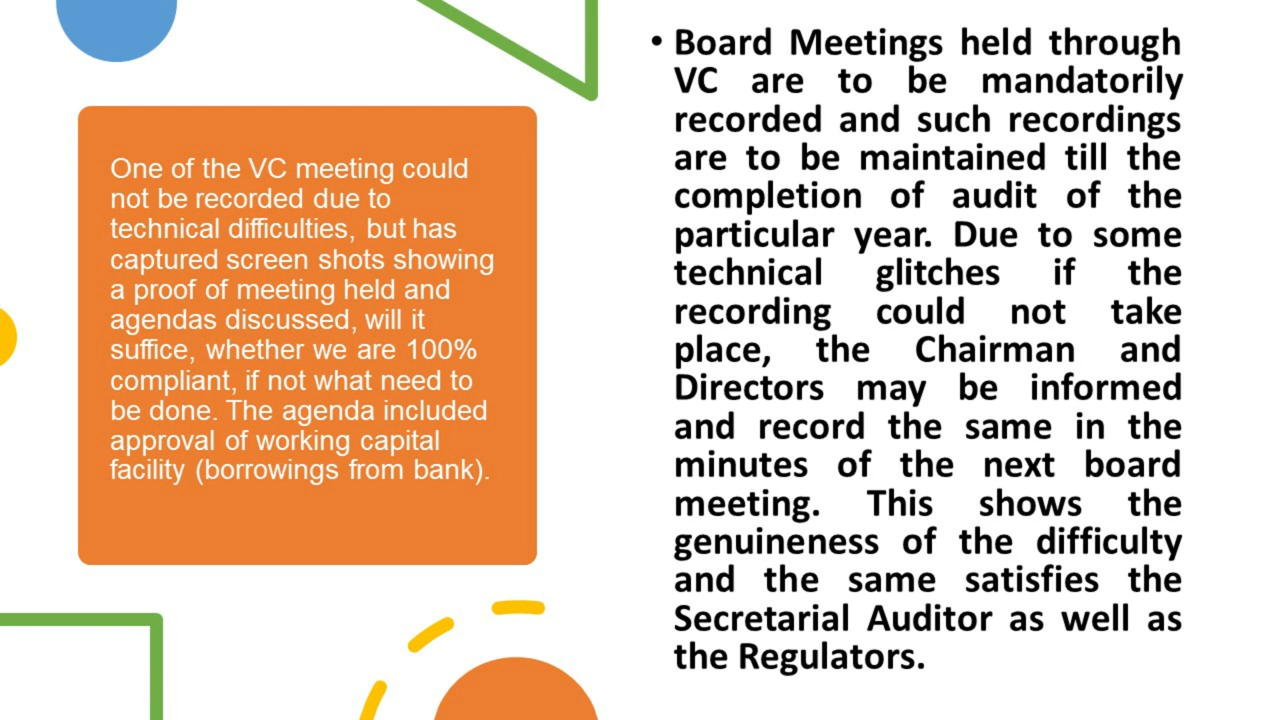 One of the VC meeting could
not be recorded due to
technical difficulties, but has
captured screen shots showing
a proof of meeting held and
agendas discussed, will it
suffice, whether we are 100%
compliant, if not what need to
be done. The agenda included
approval of working capital
facility (borrowings from bank).
• Board Meetings held through
VC are to be mandatorily
recorded and such recordings
are to be maintained till the
completion of audit of the
particular year. Due to some
technical glitches if the
recording could not take
place, the Chairman and
Directors may be informed
and record the same in the
minutes of the next board
meeting. This shows the
genuineness of the difficulty
and the same satisfies the
Secretarial Auditor as well as
the Regulators.